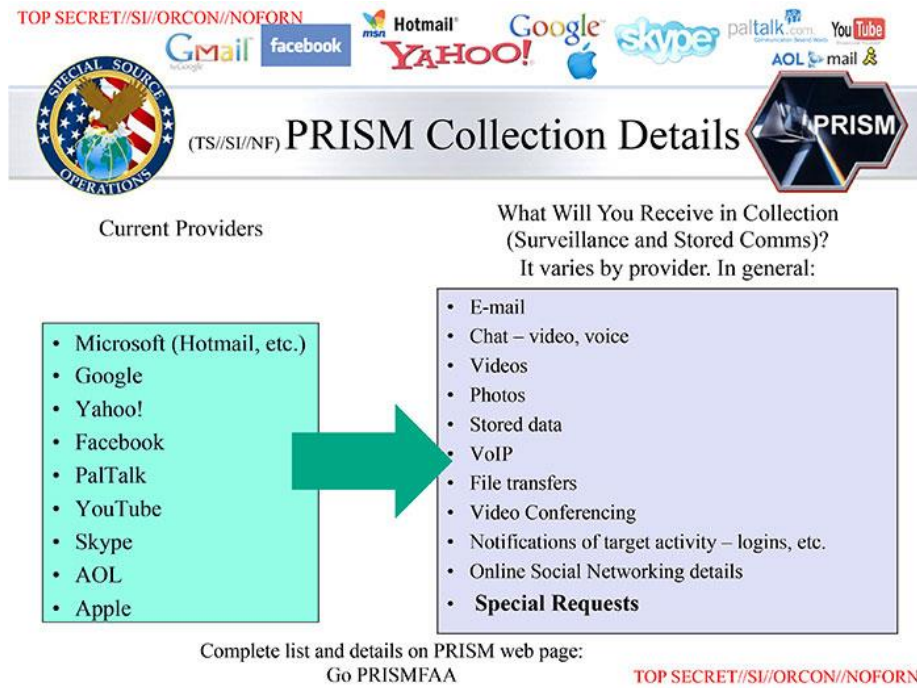 TOP SECRET//SI//ORCON//NOFORN
Gmail
by Google
facebook
msn Hotmail
YAHOO!
Google
skype
paltalk.com
YouTube
AOL mail
SPECIAL SOURCE
OPERATIONS
(TS//SI//NF) PRISM Collection Details
PRISM
Current Providers
What Will You Receive in Collection
(Surveillance and Stored Comms)?
It varies by provider. In general:
• Microsoft (Hotmail, etc.)
• Google
• Yahoo!
• Facebook
• PalTalk
• YouTube
• Skype
• AOL
• Apple
• E-mail
• Chat – video, voice
• Videos
• Photos
• Stored data
• VoIP
• File transfers
• Video Conferencing
• Notifications of target activity – logins, etc.
• Online Social Networking details
• Special Requests
Complete list and details on PRISM web page:
Go PRISMFAA
TOP SECRET//SI//ORCON//NOFORN